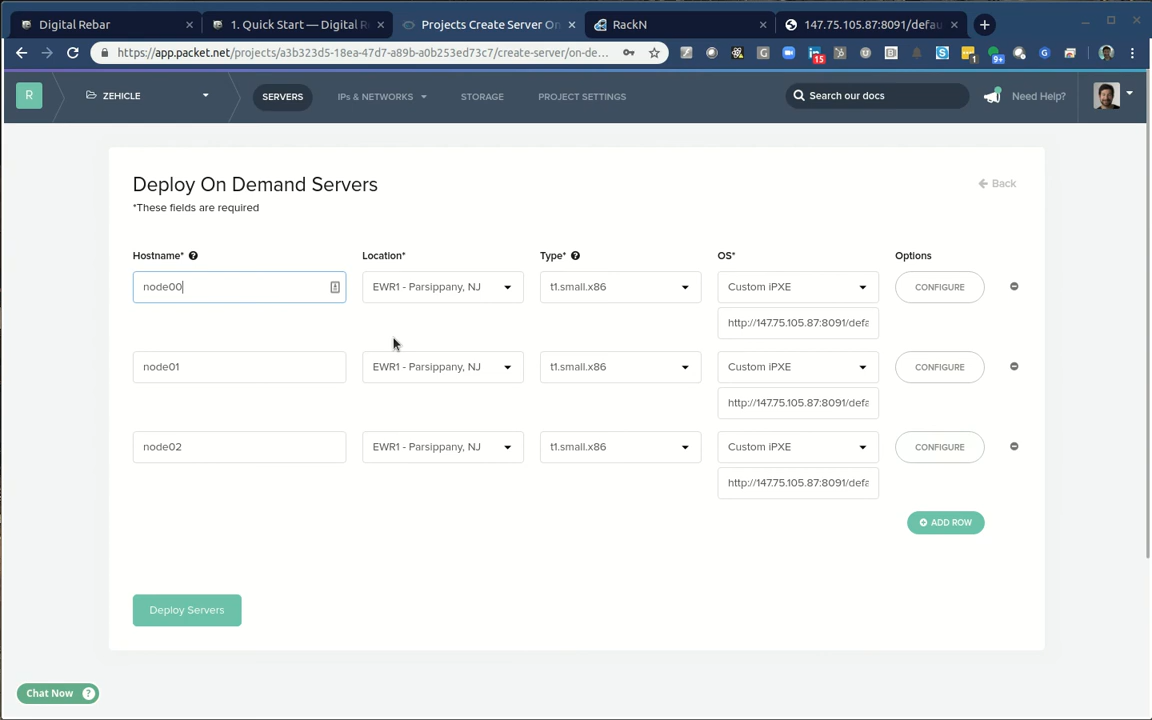 Digital Rebar
1. Quick Start — Digital R
Projects Create Server On
RackN
147.75.105.87:8091/defau
https://app.packet.net/projects/a3b323d5-18ea-47d7-a89b-a0b253ed73c7/create-server/on-de...
15
1
9+
R
ZEHICLE
SERVERS
IPs & NETWORKS
STORAGE
PROJECT SETTINGS
Search our docs
Need Help?
Deploy On Demand Servers
Back
*These fields are required
Hostname*
Location*
Type*
OS*
Options
node00
EWR1 - Parsippany, NJ
t1.small.x86
Custom iPXE
CONFIGURE
http://147.75.105.87:8091/defa
node01
EWR1 - Parsippany, NJ
t1.small.x86
Custom iPXE
CONFIGURE
http://147.75.105.87:8091/defa
node02
EWR1 - Parsippany, NJ
t1.small.x86
Custom iPXE
CONFIGURE
http://147.75.105.87:8091/defa
ADD ROW
Deploy Servers
Chat Now ?